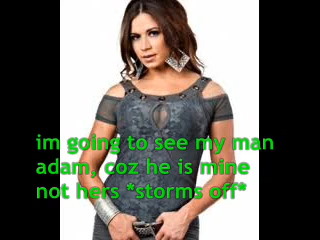 im going to see my man
adam, coz he is mine
not hers *storms off*